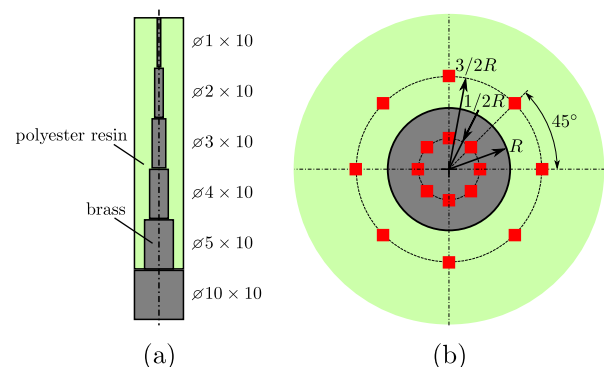 ⌀1 × 10
⌀2 × 10
⌀3 × 10
⌀4 × 10
⌀5 × 10
⌀10 × 10
polyester resin
brass
(a)
3/2R
1/2R
R
45°
(b)